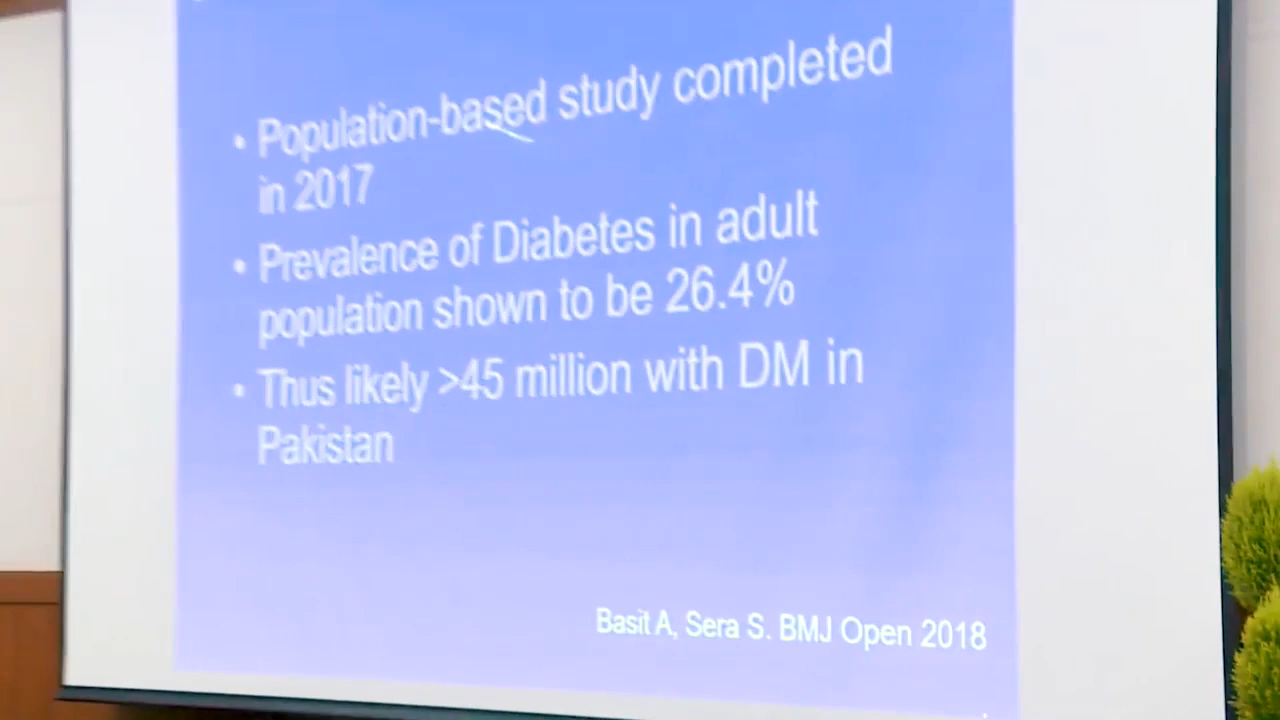 • Population-based study completed
in 2017
• Prevalence of Diabetes in adult
population shown to be 26.4%
• Thus likely >45 million with DM in
Pakistan
Basit A, Sera S. BMJ Open 2018